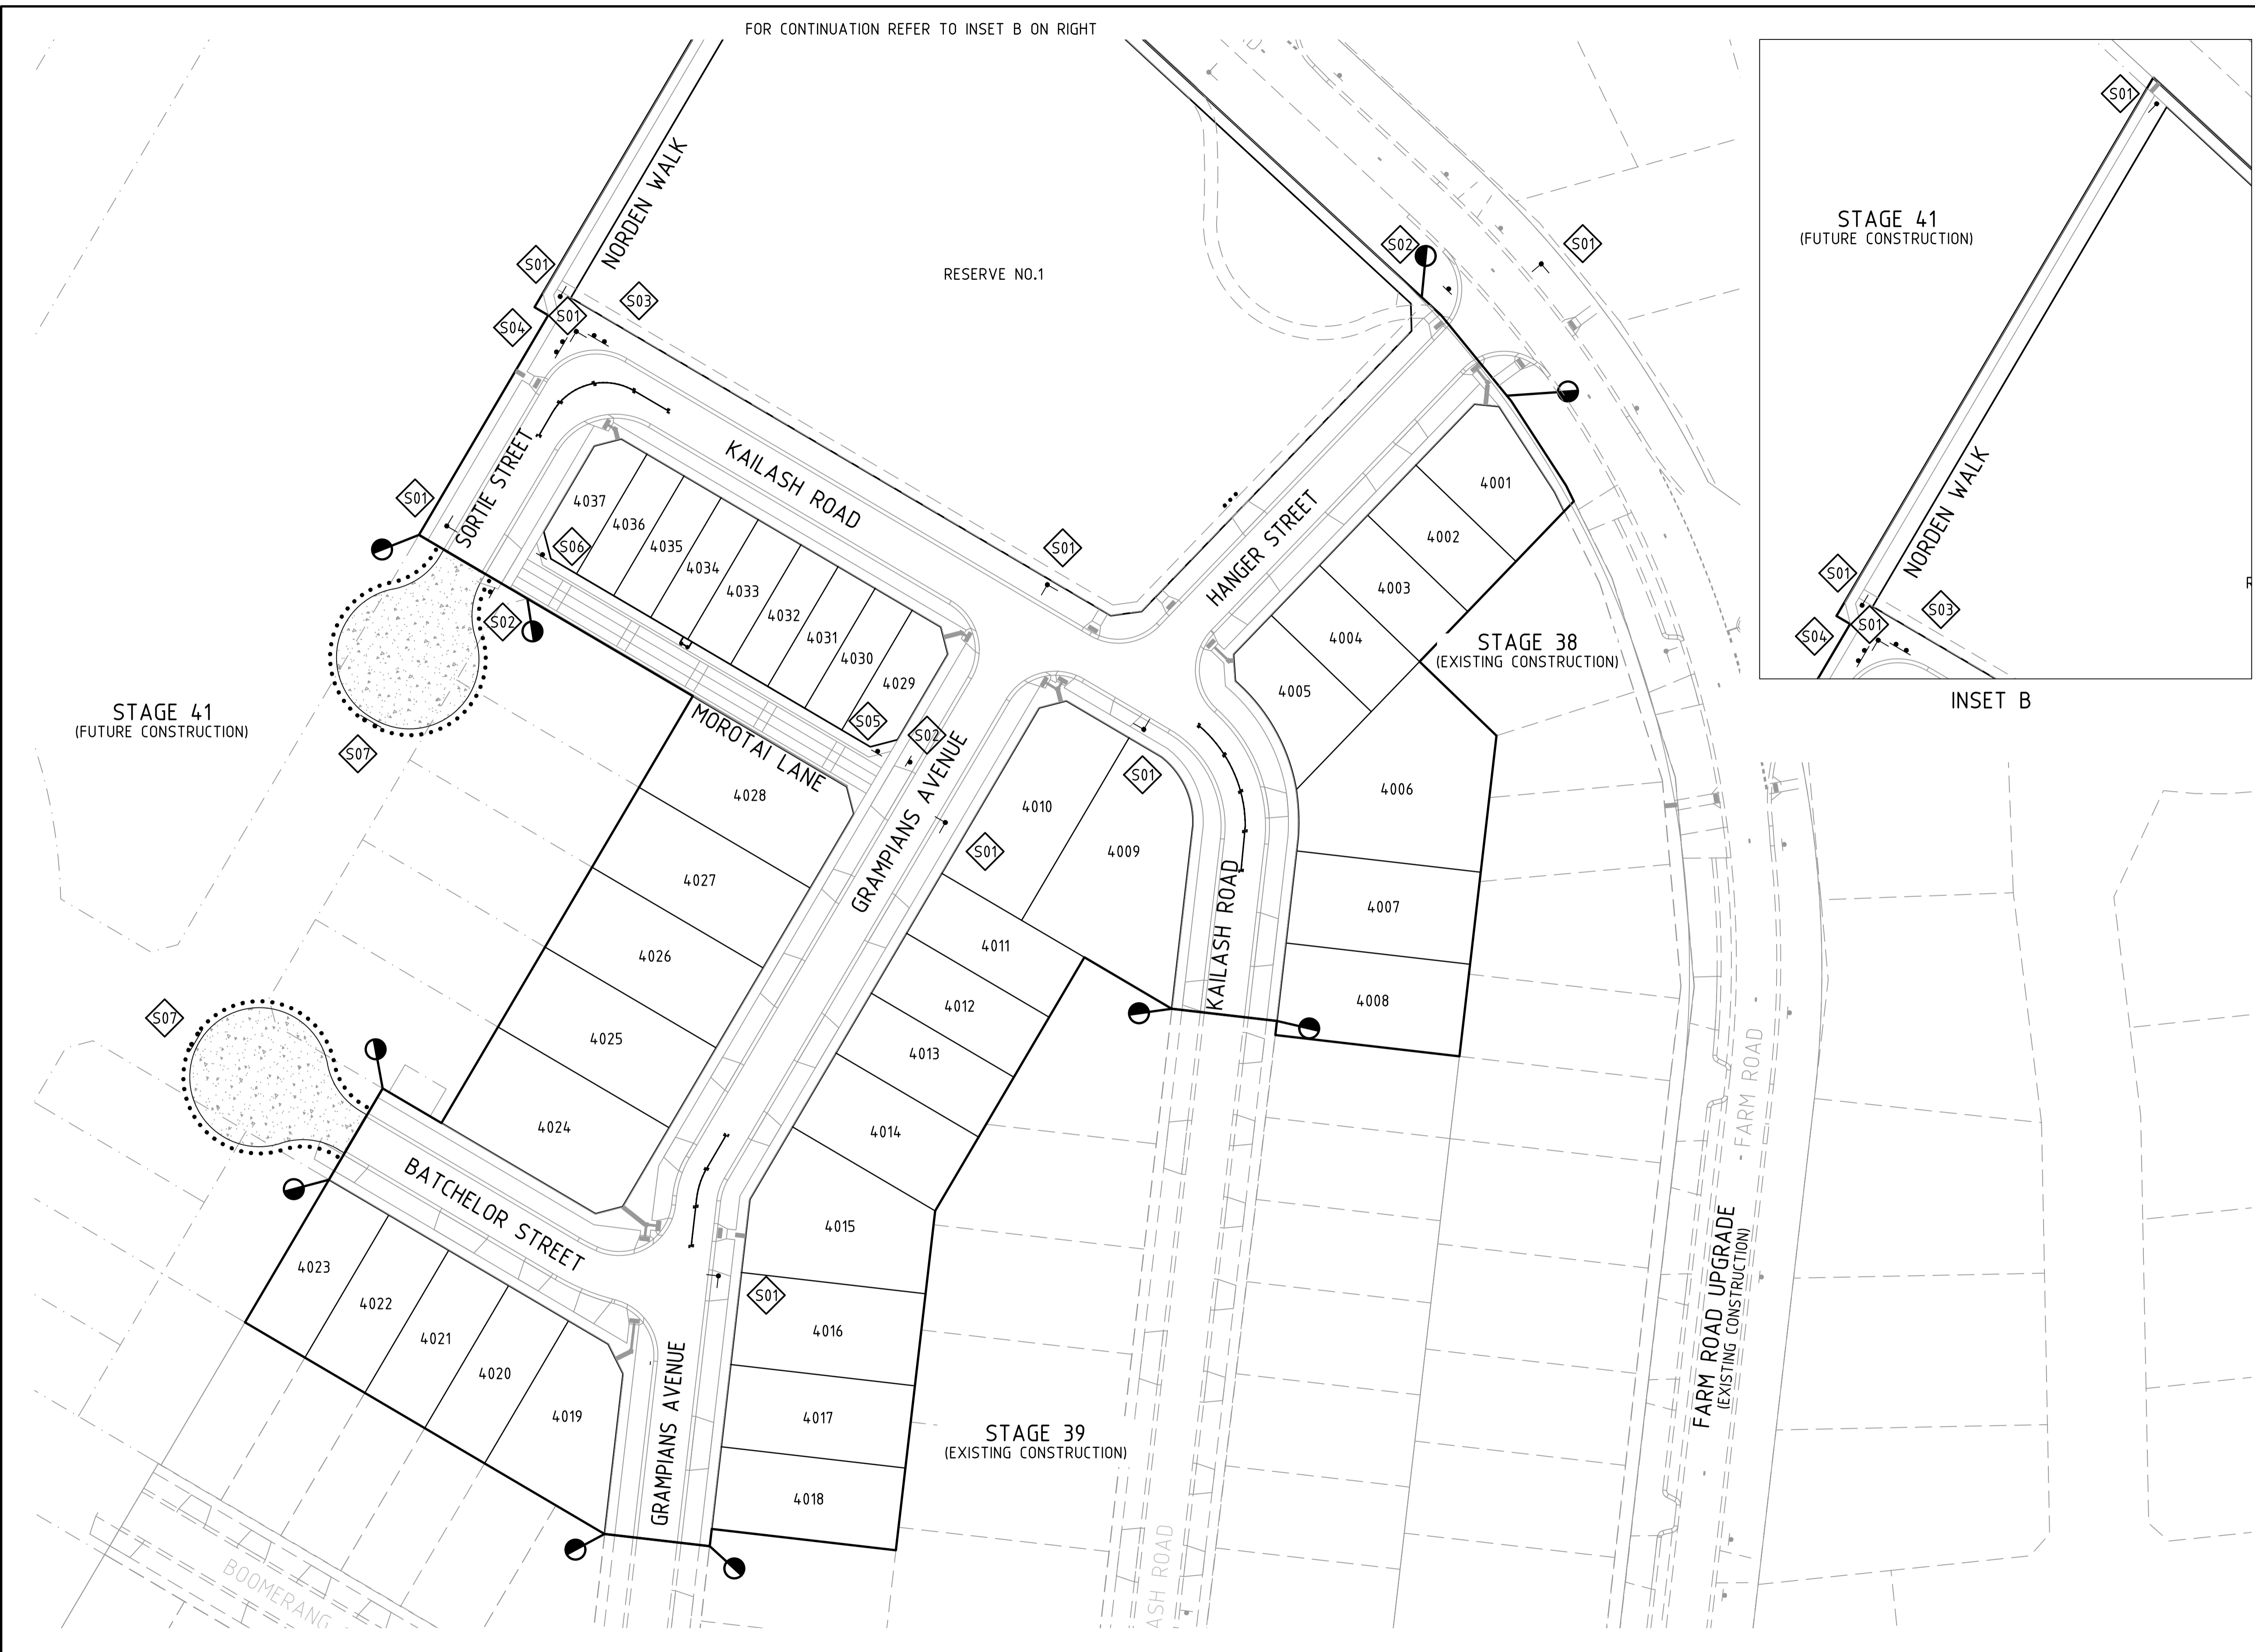 FOR CONTINUATION REFER TO INSET B ON RIGHT
S01
STAGE 41
(FUTURE CONSTRUCTION)
NORDEN WALK
S01
S03
S01
S04
INSET B
NORDEN WALK
S01
S03
S01
S04
RESERVE NO.1
S02
S01
KAILASH ROAD
SORTIE STREET
S01
4037
4036
4035
4034
4033
4032
4031
4030
4029
S06
S05
S02
S02
S01
HANGER STREET
4001
4002
4003
4004
4005
4006
4007
4008
STAGE 38
(EXISTING CONSTRUCTION)
STAGE 41
(FUTURE CONSTRUCTION)
S07
MOROTAI LANE
GRAMPIANS AVENUE
4028
4027
4026
4025
4024
4010
4009
S01
S01
KAILASH ROAD
4011
4012
4013
4014
4015
4016
4017
4018
S07
BATCHELOR STREET
4023
4022
4021
4020
4019
S01
GRAMPIANS AVENUE
STAGE 39
(EXISTING CONSTRUCTION)
FARM ROAD
FARM ROAD UPGRADE
(EXISTING CONSTRUCTION)
BOOMERANG
ASH ROAD